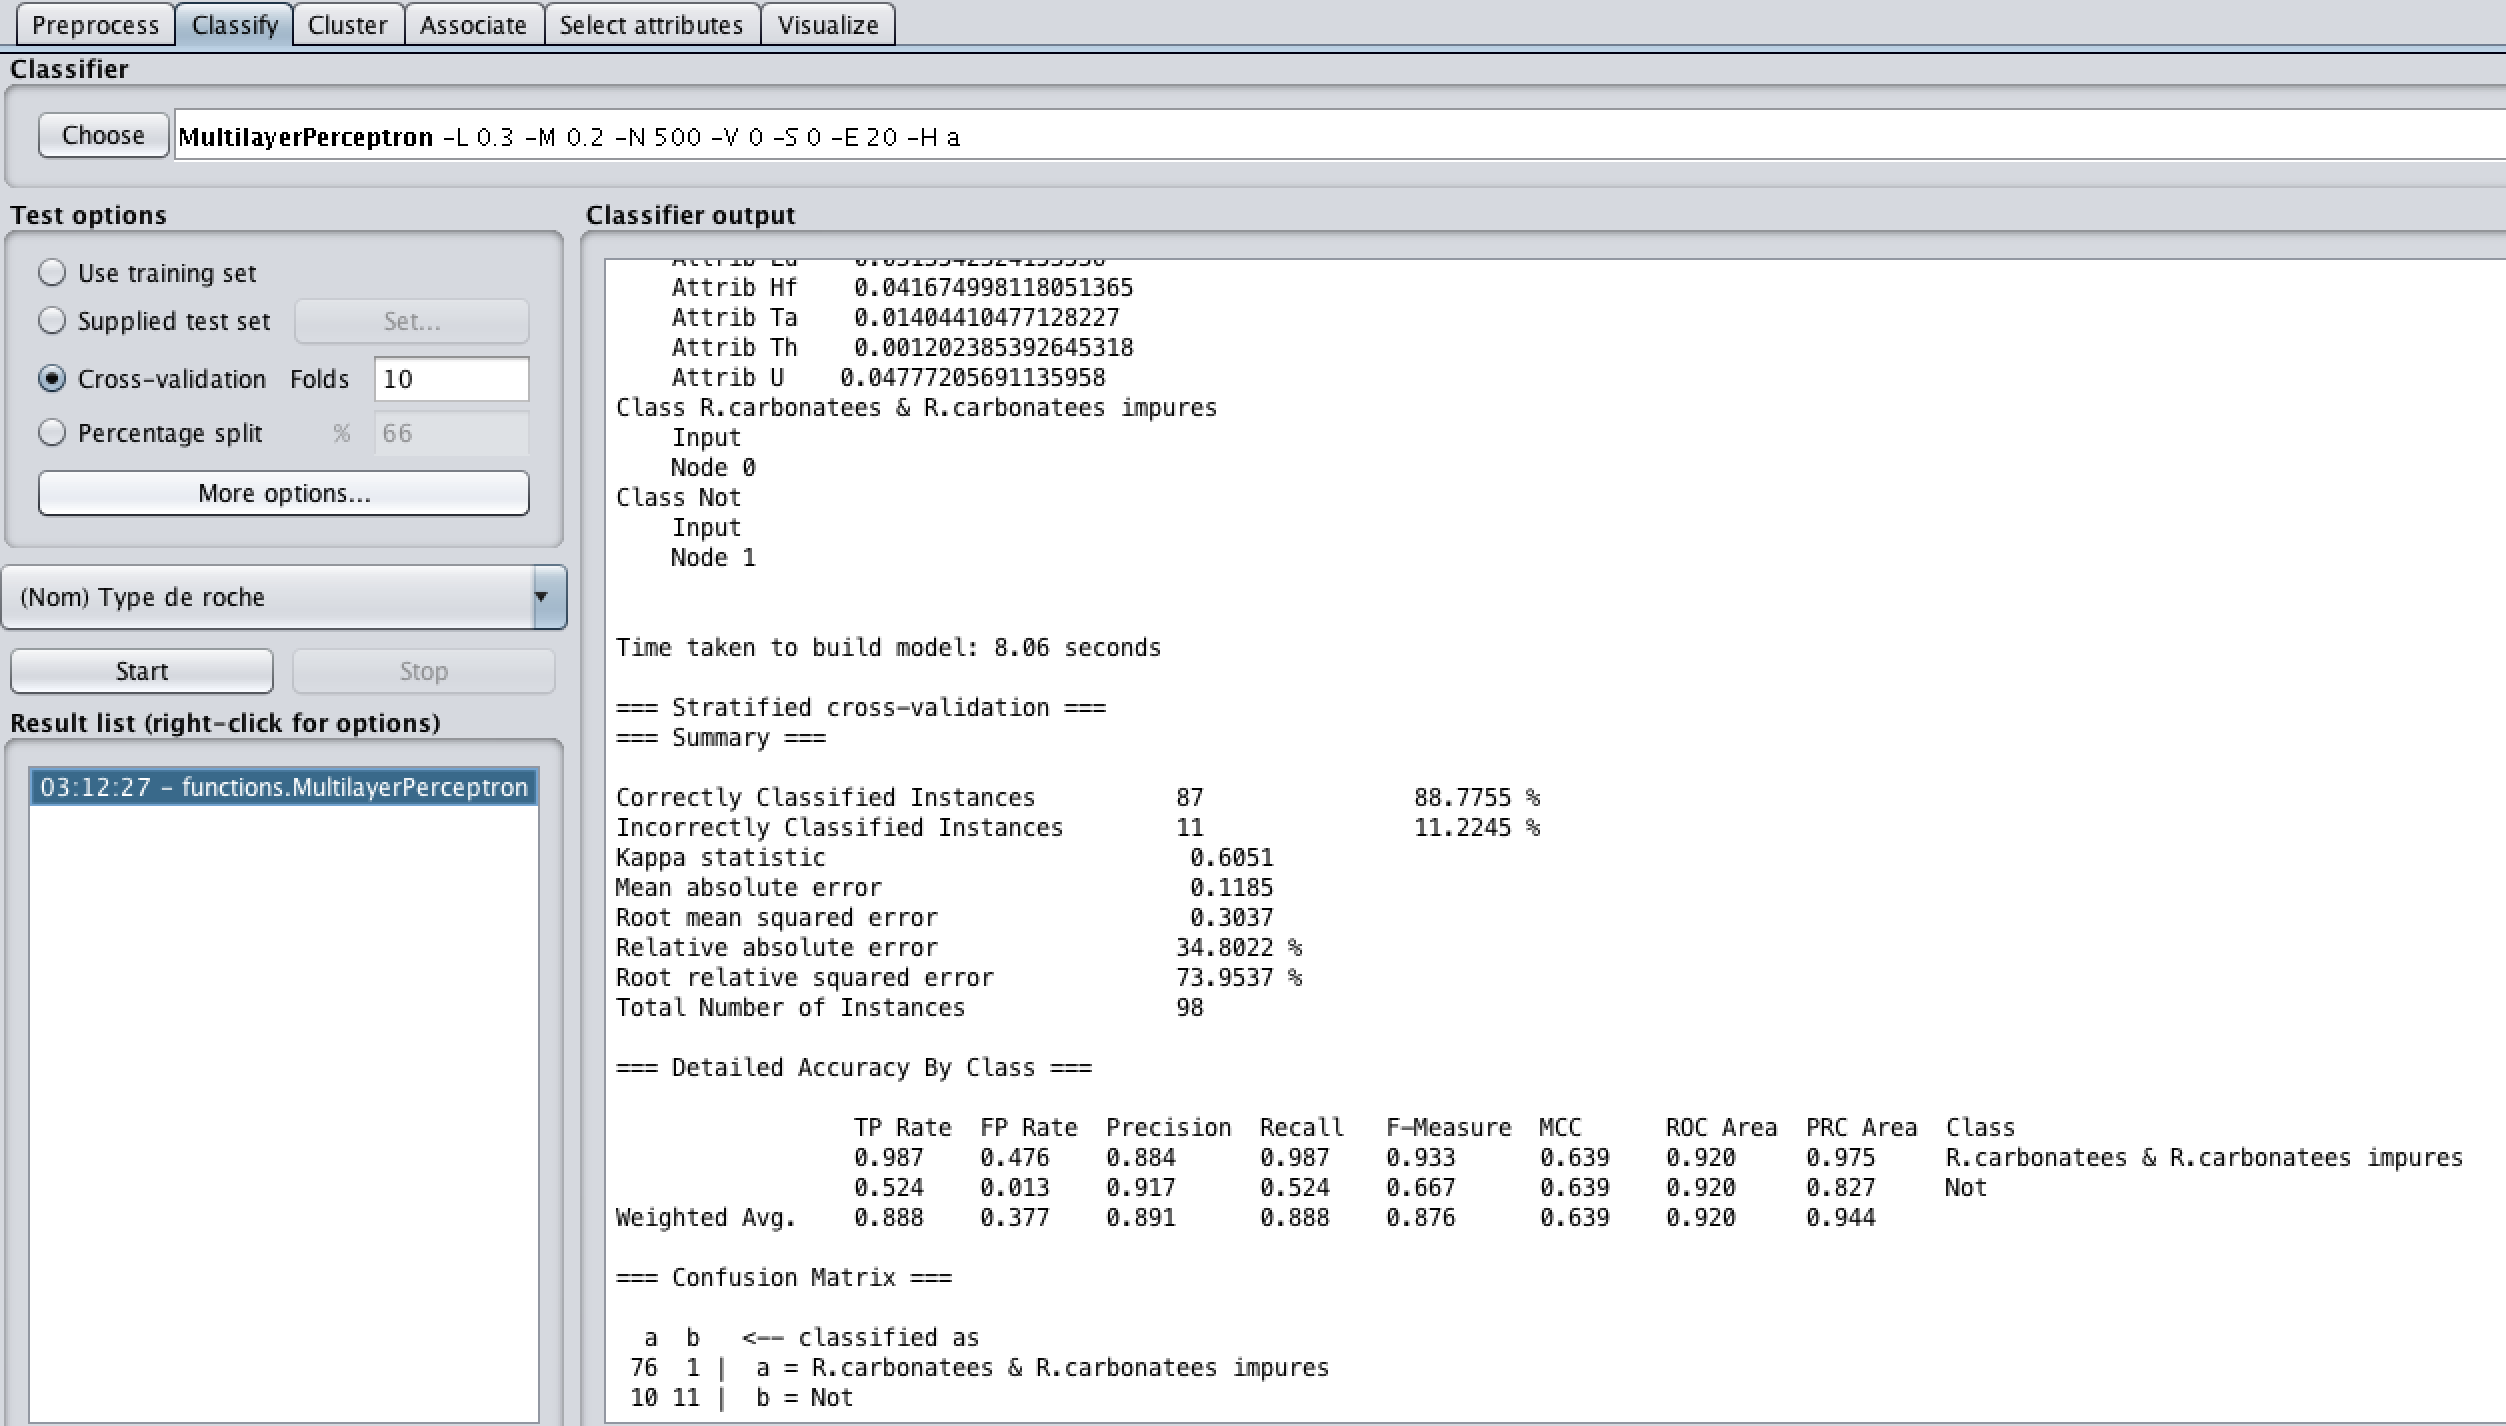 Preprocess Classify Cluster Associate Select attributes Visualize
Classifier
Choose MultilayerPerceptron -L 0.3 -M 0.2 -N 500 -V 0 -S 0 -E 20 -H a
Test options
Use training set
Supplied test set Set...
Cross-validation Folds 10
Percentage split % 66
More options...
(Nom) Type de roche
Start Stop
Result list (right-click for options)
03:12:27 - functions.MultilayerPerceptron
Classifier output
Attrib Hf 0.041674998118051365
Attrib Ta 0.01404410477128227
Attrib Th 0.001202385392645318
Attrib U 0.04777205691135958
Class R.carbonatees & R.carbonatees impures
Input
Node 0
Class Not
Input
Node 1
Time taken to build model: 8.06 seconds
=== Stratified cross-validation ===
=== Summary ===
Correctly Classified Instances 87 88.7755 %
Incorrectly Classified Instances 11 11.2245 %
Kappa statistic 0.6051
Mean absolute error 0.1185
Root mean squared error 0.3037
Relative absolute error 34.8022 %
Root relative squared error 73.9537 %
Total Number of Instances 98
=== Detailed Accuracy By Class ===
TP Rate FP Rate Precision Recall F-Measure MCC ROC Area PRC Area Class
0.987 0.476 0.884 0.987 0.933 0.639 0.920 0.975 R.carbonatees & R.carbonatees impures
0.524 0.013 0.917 0.524 0.667 0.639 0.920 0.827 Not
Weighted Avg. 0.888 0.377 0.891 0.888 0.876 0.639 0.920 0.944
=== Confusion Matrix ===
a b <-- classified as
76 1 | a = R.carbonatees & R.carbonatees impures
10 11 | b = Not